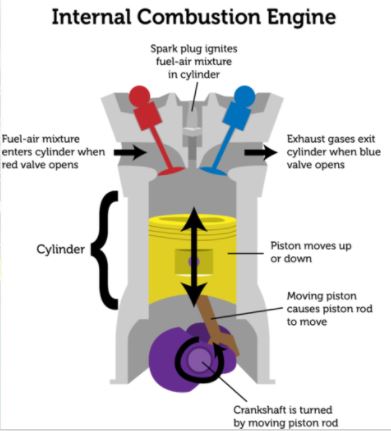 Internal Combustion Engine
Spark plug ignites
fuel-air mixture
in cylinder
Fuel-air mixture
enters cylinder when
red valve opens
Exhaust gases exit
cylinder when blue
valve opens
Cylinder
Piston moves up
or down
Moving piston
causes piston rod
to move
Crankshaft is turned
by moving piston rod